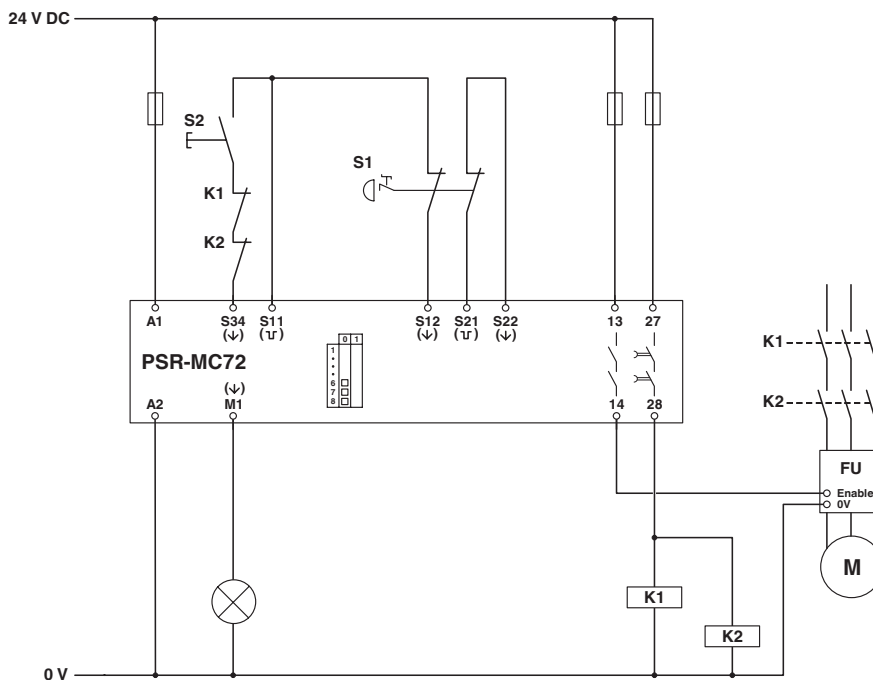 24 V DC
S2
S1
K1
K2
A1
S34
S11
S12
S21
S22
13
27
PSR-MC72
0 1
1
6
7
8
A2
M1
14
28
K1
K2
FU
Enable
0V
M
K1
K2
0 V